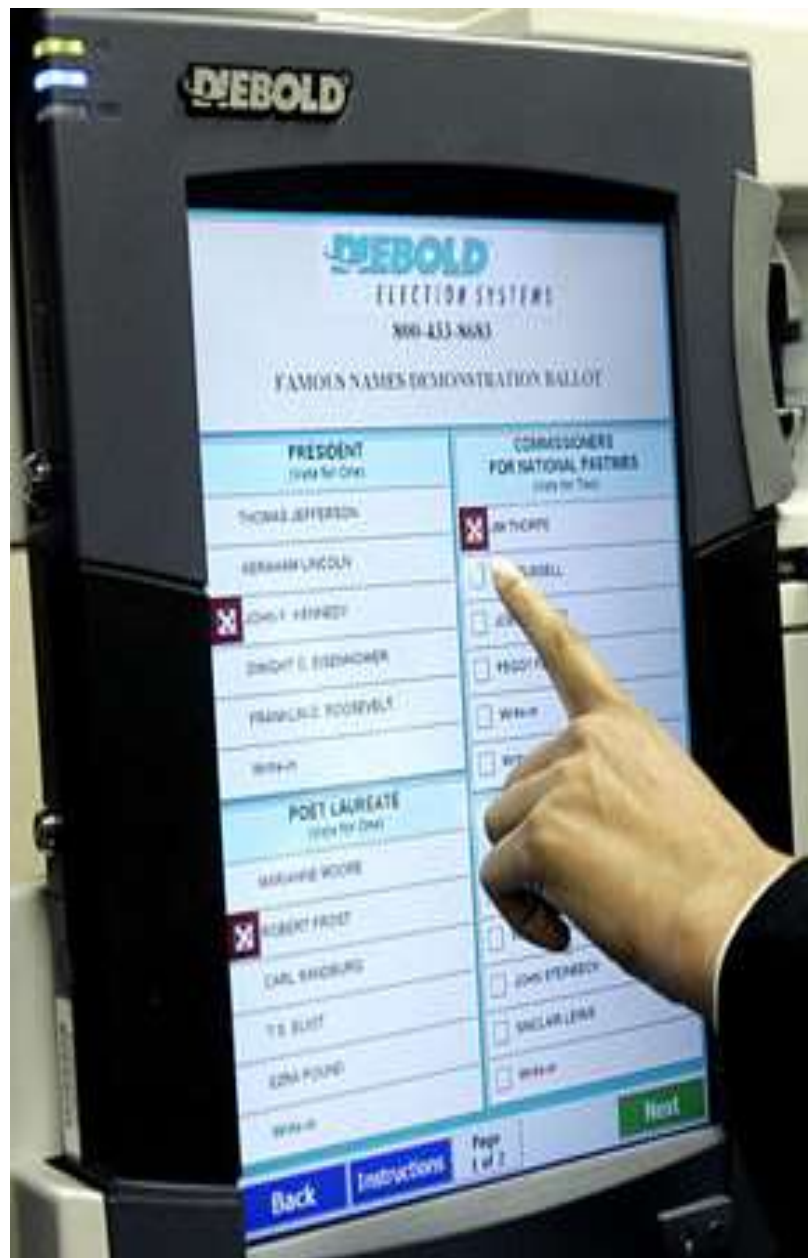 DIEBOLD
DIEBOLD
ELECTION SYSTEMS
800-433-8683
FAMOUS NAMES DEMONSTRATION BALLOT
PRESIDENT
(Vote for One)
THOMAS JEFFERSON
ABRAHAM LINCOLN
JOHN F. KENNEDY
DWIGHT D. EISENHOWER
FRANKLIN D. ROOSEVELT
Write-in
POET LAUREATE
(Vote for One)
MARIANNE MOORE
ROBERT FROST
CARL SANDBURG
T.S. ELIOT
EZRA POUND
Write-in
COMMISSIONERS
FOR NATIONAL PASTIMES
(Vote for Two)
JIM THORPE
PEGGY
Write-in
JOHN STEINBECK
SINCLAIR LEWIS
Write-in
Back
Instructions
Page
1 of 2
Next